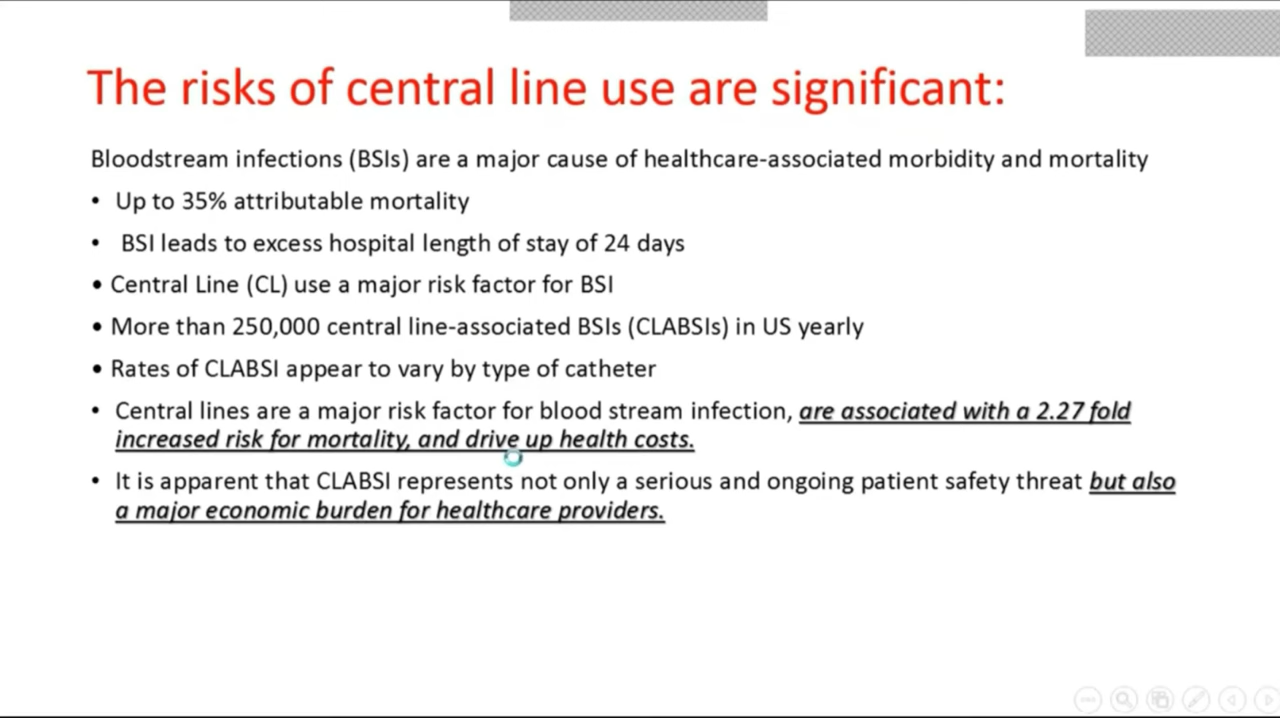 The risks of central line use are significant:
Bloodstream infections (BSIs) are a major cause of healthcare-associated morbidity and mortality
• Up to 35% attributable mortality
• BSI leads to excess hospital length of stay of 24 days
• Central Line (CL) use a major risk factor for BSI
• More than 250,000 central line-associated BSIs (CLABSIs) in US yearly
• Rates of CLABSI appear to vary by type of catheter
• Central lines are a major risk factor for blood stream infection, are associated with a 2.27 fold
increased risk for mortality, and drive up health costs.
• It is apparent that CLABSI represents not only a serious and ongoing patient safety threat but also
a major economic burden for healthcare providers.